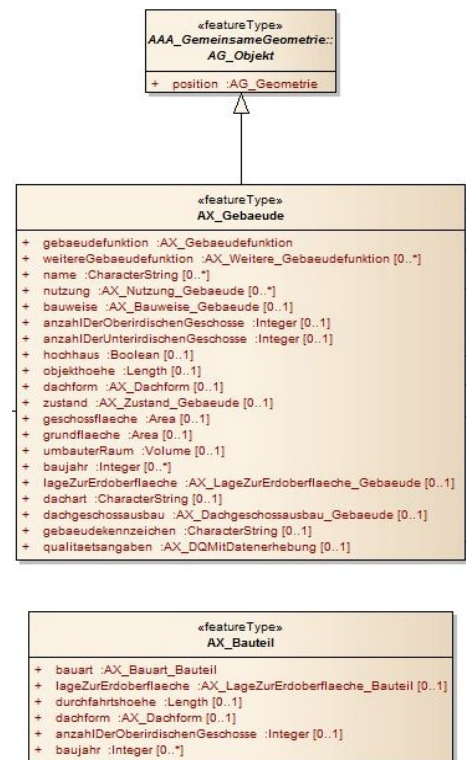 «featureType»
AAA_GemeinsameGeometrie::
AG_Objekt
+ position :AG_Geometrie
«featureType»
AX_Gebaeude
+ gebaeudefunktion :AX_Gebaeudefunktion
+ weitereGebaeudefunktion :AX_Weitere_Gebaeudefunktion [0..*]
+ name :CharacterString [0..*]
+ nutzung :AX_Nutzung_Gebaeude [0..*]
+ bauweise :AX_Bauweise_Gebaeude [0..1]
+ anzahlDerOberirdischenGeschosse :Integer [0..1]
+ anzahlDerUnterirdischenGeschosse :Integer [0..1]
+ hochhaus :Boolean [0..1]
+ objekthoehe :Length [0..1]
+ dachform :AX_Dachform [0..1]
+ zustand :AX_Zustand_Gebaeude [0..1]
+ geschossflaeche :Area [0..1]
+ grundflaeche :Area [0..1]
+ umbauterRaum :Volume [0..1]
+ baujahr :Integer [0..*]
+ lageZurErdoberflaeche :AX_LageZurErdoberflaeche_Gebaeude [0..1]
+ dachart :CharacterString [0..1]
+ dachgeschossausbau :AX_Dachgeschossausbau_Gebaeude [0..1]
+ gebaeudekennzeichen :CharacterString [0..1]
+ qualitaetsangaben :AX_DQMitDatenerhebung [0..1]
«featureType»
AX_Bauteil
+ bauart :AX_Bauart_Bauteil
+ lageZurErdoberflaeche :AX_LageZurErdoberflaeche_Bauteil [0..1]
+ durchfahrtshoehe :Length [0..1]
+ dachform :AX_Dachform [0..1]
+ anzahlDerOberirdischenGeschosse :Integer [0..1]
+ baujahr :Integer [0..*]